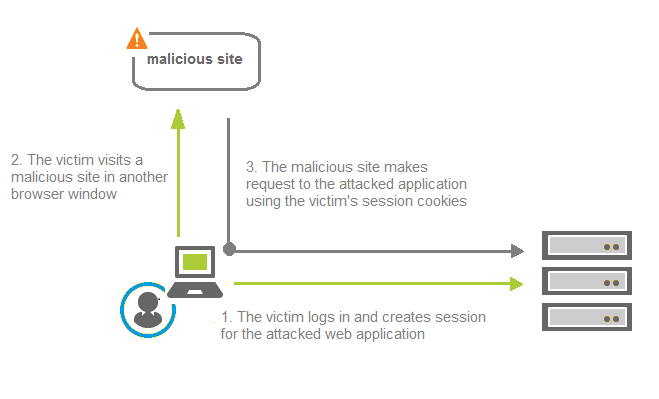 malicious site
2. The victim visits a
malicious site in another
browser window
3. The malicious site makes
request to the attacked application
using the victim's session cookies
1. The victim logs in and creates session
for the attacked web application